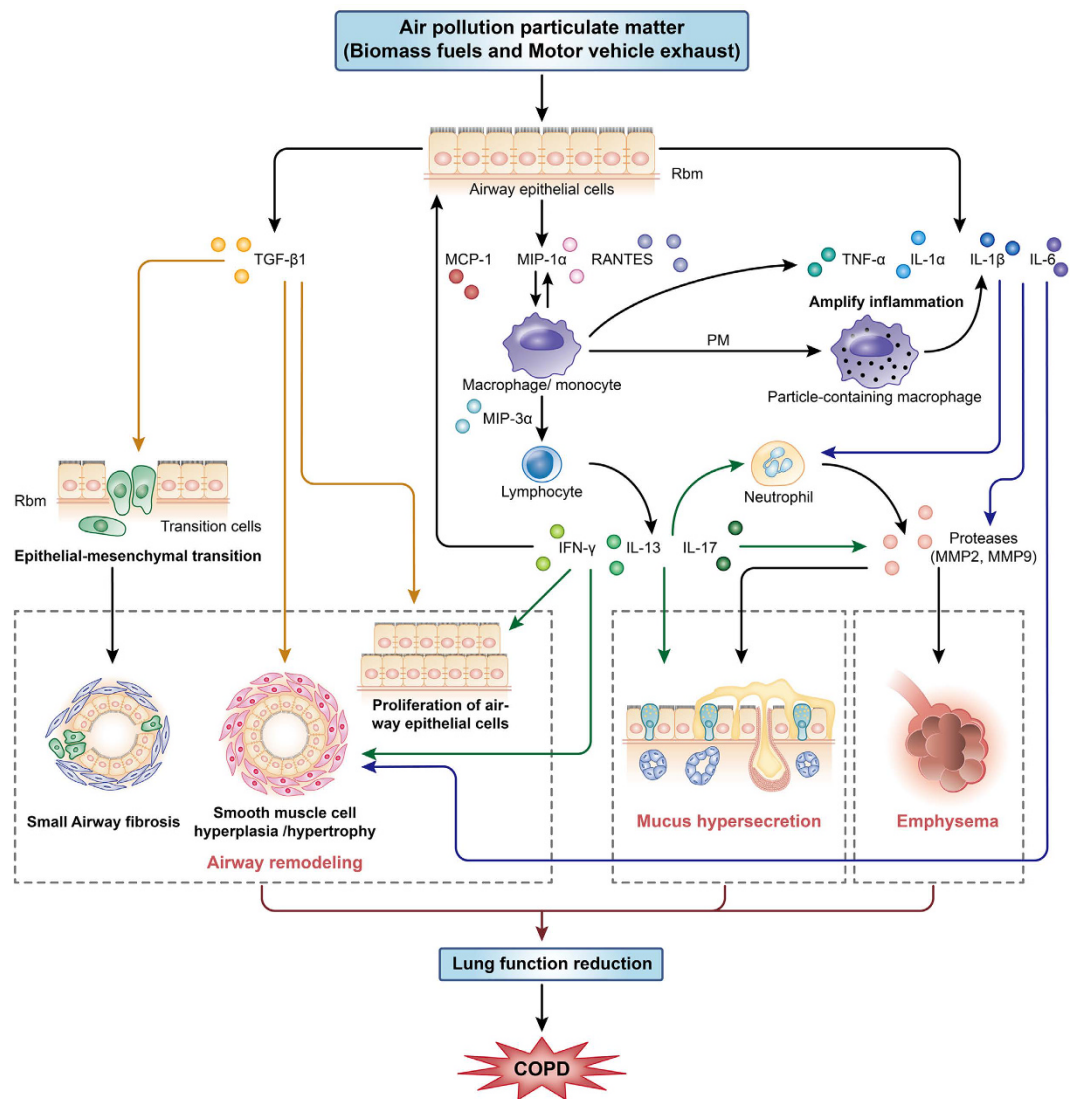 Air pollution particulate matter
(Biomass fuels and Motor vehicle exhaust)
Rbm
Airway epithelial cells
TGF-β1
MCP-1
MIP-1α
RANTES
TNF-α
IL-1α
IL-1β
IL-6
Amplify inflammation
PM
Macrophage/ monocyte
Particle-containing macrophage
MIP-3α
Lymphocyte
Neutrophil
Rbm
Transition cells
Epithelial-mesenchymal transition
IFN-γ
IL-13
IL-17
Proteases
(MMP2, MMP9)
Proliferation of air-
way epithelial cells
Small Airway fibrosis
Smooth muscle cell
hyperplasia /hypertrophy
Airway remodeling
Mucus hypersecretion
Emphysema
Lung function reduction
COPD